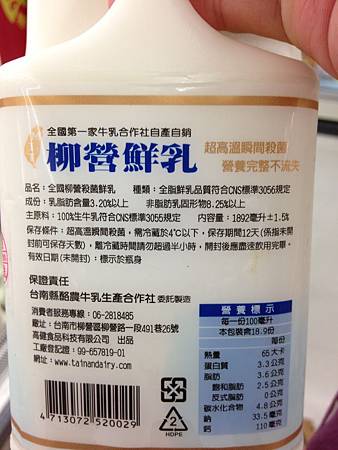 全國第一家牛乳合作社自產自銷
柳營鮮乳
超高溫瞬間殺菌
營養完整不流失
品名：全國柳營殺菌鮮乳　種類：全脂鮮乳品質符合CNS標準3056規定
成份：乳脂肪含量3.20%以上　非脂肪乳固形物8.25%以上
主原料：100%生牛乳符合CNS標準3055規定　內容量：1892毫升±1.5%
保存條件：超高溫瞬間殺菌，需冷藏於4°C以下，保存期間12天(係指未開
封前可保存天數)，離冷藏時間請勿超過半小時，開封後應盡速飲用完畢。
有效日期(未開封)：標示於瓶身
保證責任
台南縣酪農牛乳生產合作社 委託製造
消費者服務專線：06-2818485
廠址：台南市柳營區柳營路一段491巷26號
高健食品科技有限公司　出品
工廠登記證：99-657819-01
網址：www.tainandairy.com
4713072520029
2
HDPE
營養標示
每一份100毫升
本包裝含18.9份
每份
熱量 65大卡
蛋白質 3.3公克
脂肪 3.6公克
飽和脂肪 2.5公克
反式脂肪 0公克
碳水化合物 4.8公克
鈉 33.5毫克
鈣 110毫克